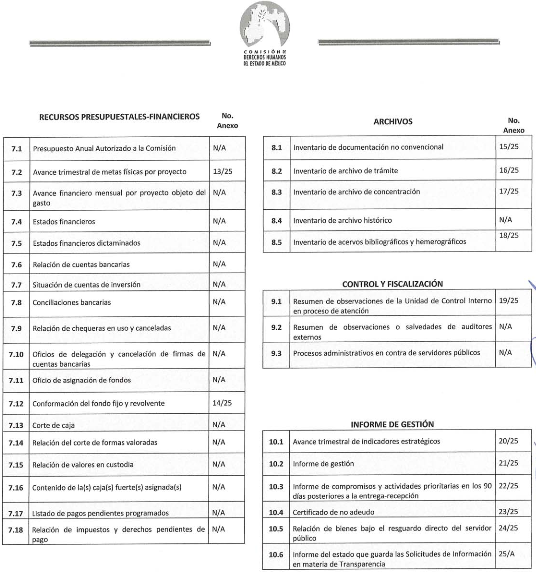 COMISIÓN
DERECHOS HUMANOS
DE ESTADO DE MÉXICO
RECURSOS PRESUPUESTALES-FINANCIEROS No. Anexo
7.1 Presupuesto Anual Autorizado a la Comisión N/A
7.2 Avance trimestral de metas físicas por proyecto 13/25
7.3 Avance financiero mensual por proyecto objeto del N/A
gasto
7.4 Estados financieros N/A
7.5 Estados financieros dictaminados N/A
7.6 Relación de cuentas bancarias N/A
7.7 Situación de cuentas de inversión N/A
7.8 Conciliaciones bancarias N/A
7.9 Relación de chequeras en uso y canceladas N/A
7.10 Oficios de delegación y cancelación de firmas de N/A
cuentas bancarias
7.11 Oficio de asignación de fondos N/A
7.12 Conformación del fondo fijo y revolvente 14/25
7.13 Corte de caja N/A
7.14 Relación del corte de formas valoradas N/A
7.15 Relación de valores en custodia N/A
7.16 Contenido de la(s) caja(s) fuerte(s) asignada(s) N/A
7.17 Listado de pagos pendientes programados N/A
7.18 Relación de impuestos y derechos pendientes de N/A
pago
ARCHIVOS No. Anexo
8.1 Inventario de documentación no convencional 15/25
8.2 Inventario de archivo de trámite 16/25
8.3 Inventario de archivo de concentración 17/25
8.4 Inventario de archivo histórico N/A
8.5 Inventario de acervos bibliográficos y hemerográficos 18/25
CONTROL Y FISCALIZACIÓN
9.1 Resumen de observaciones de la Unidad de Control Interno 19/25
en proceso de atención
9.2 Resumen de observaciones o salvedades de auditores N/A
externos
9.3 Procesos administrativos en contra de servidores públicos N/A
INFORME DE GESTIÓN
10.1 Avance trimestral de indicadores estratégicos 20/25
10.2 Informe de gestión 21/25
10.3 Informe de compromisos y actividades prioritarias en los 90 22/25
días posteriores a la entrega-recepción
10.4 Certificado de no adeudo 23/25
10.5 Relación de bienes bajo el resguardo directo del servidor 24/25
público
10.6 Informe del estado que guarda las Solicitudes de Información 25/A
en materia de Transparencia